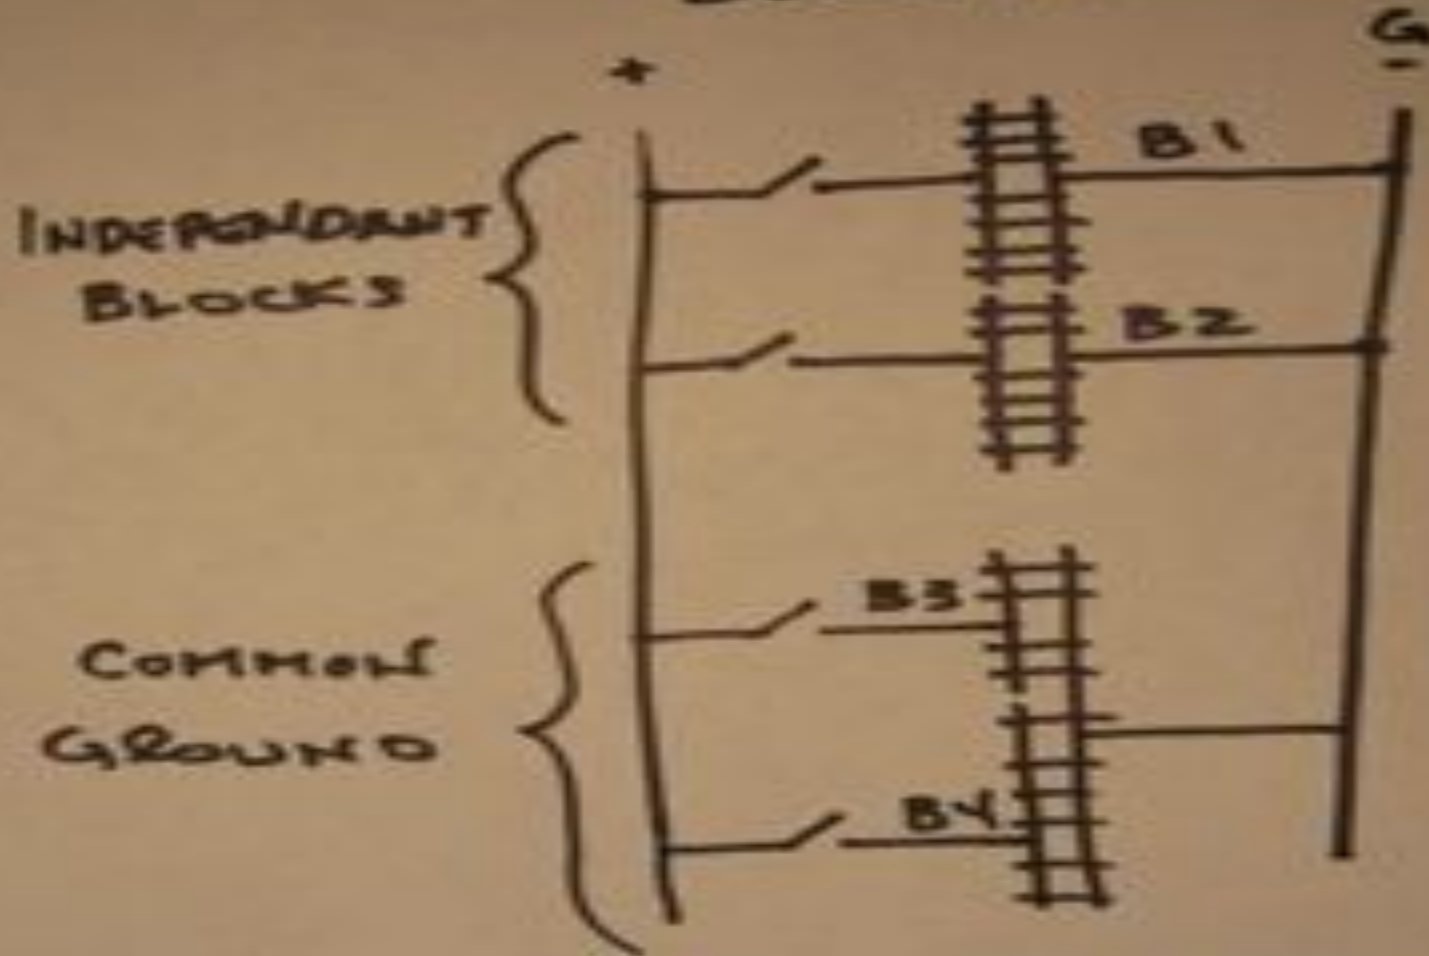 +
G
-
B1
INDEPENDANT
BLOCKS
B2
B3
COMMON
GROUND
B4